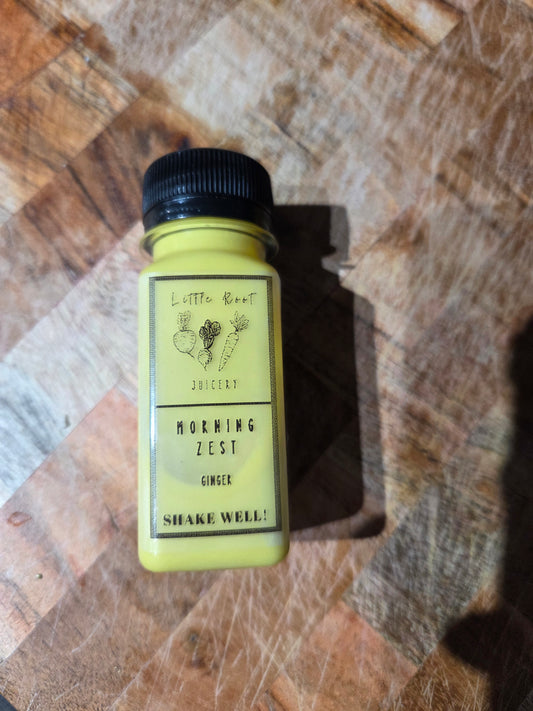 Little Root
JUICERY
MORNING
ZEST
GINGER
SHAKE WELL!